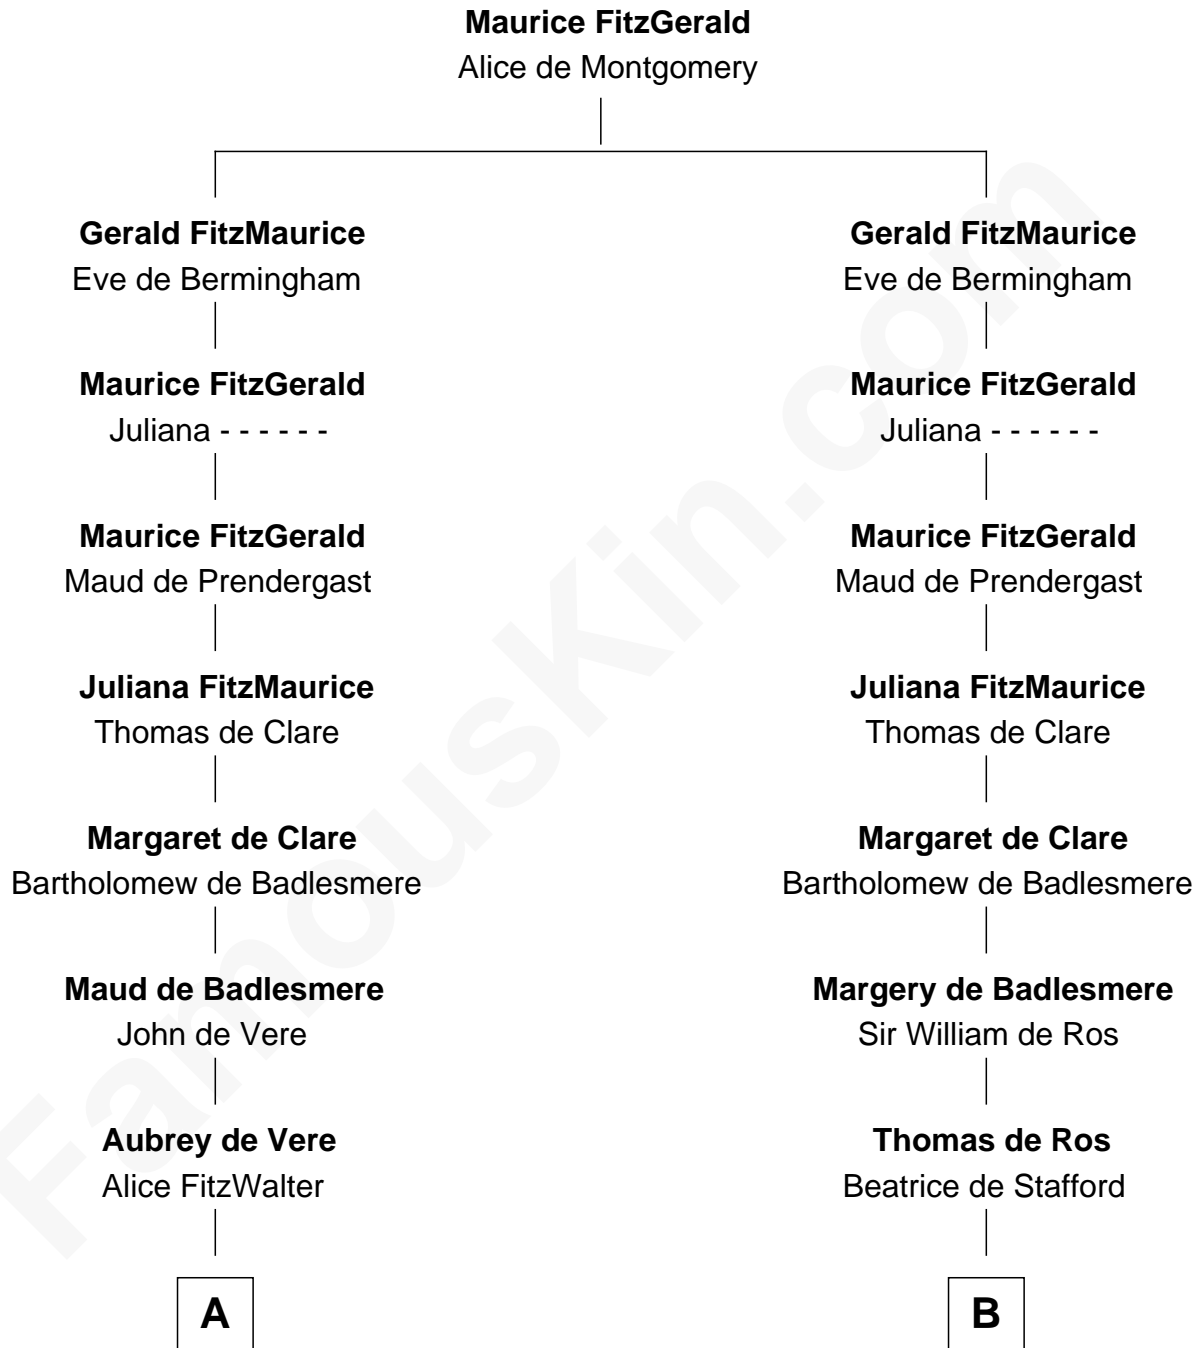 Maurice FitzGerald
Alice de Montgomery
Gerald FitzMaurice
Eve de Bermingham
Maurice FitzGerald
Juliana - - - - - -
Maurice FitzGerald
Maud de Prendergast
Juliana FitzMaurice
Thomas de Clare
Margaret de Clare
Bartholomew de Badlesmere
Maud de Badlesmere
John de Vere
Aubrey de Vere
Alice FitzWalter
A
Gerald FitzMaurice
Eve de Bermingham
Maurice FitzGerald
Juliana - - - - - -
Maurice FitzGerald
Maud de Prendergast
Juliana FitzMaurice
Thomas de Clare
Margaret de Clare
Bartholomew de Badlesmere
Margery de Badlesmere
Sir William de Ros
Thomas de Ros
Beatrice de Stafford
B
FamousKin.com